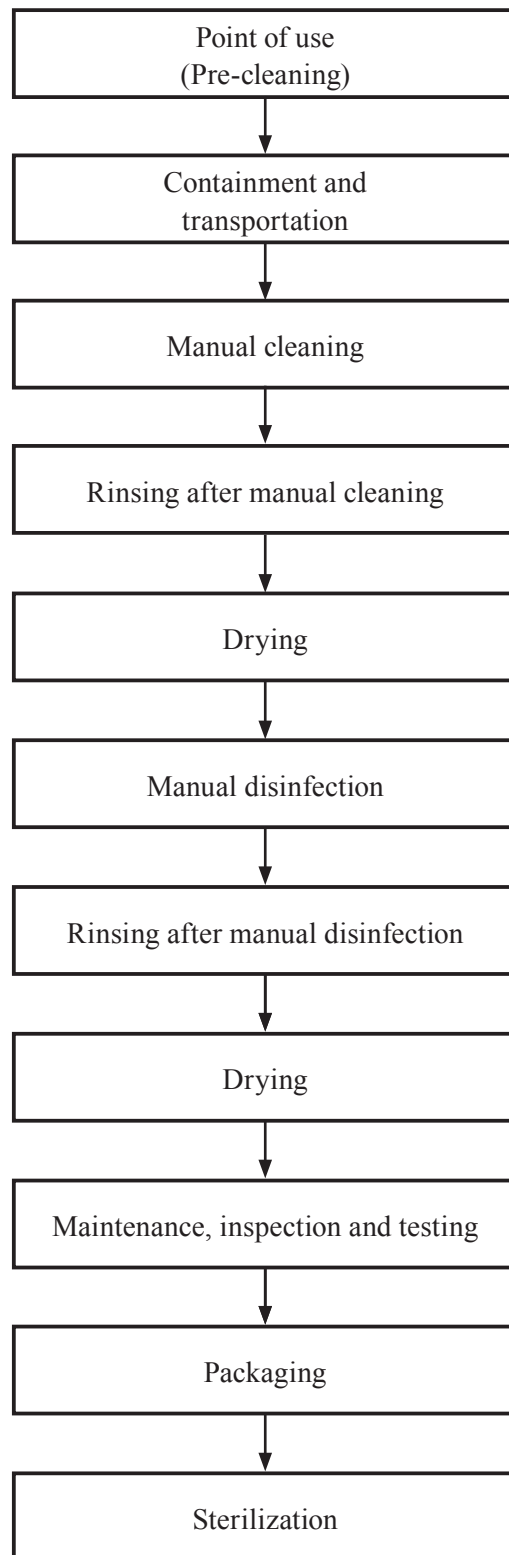 Point of use
(Pre-cleaning)
Containment and
transportation
Manual cleaning
Rinsing after manual cleaning
Drying
Manual disinfection
Rinsing after manual disinfection
Drying
Maintenance, inspection and testing
Packaging
Sterilization